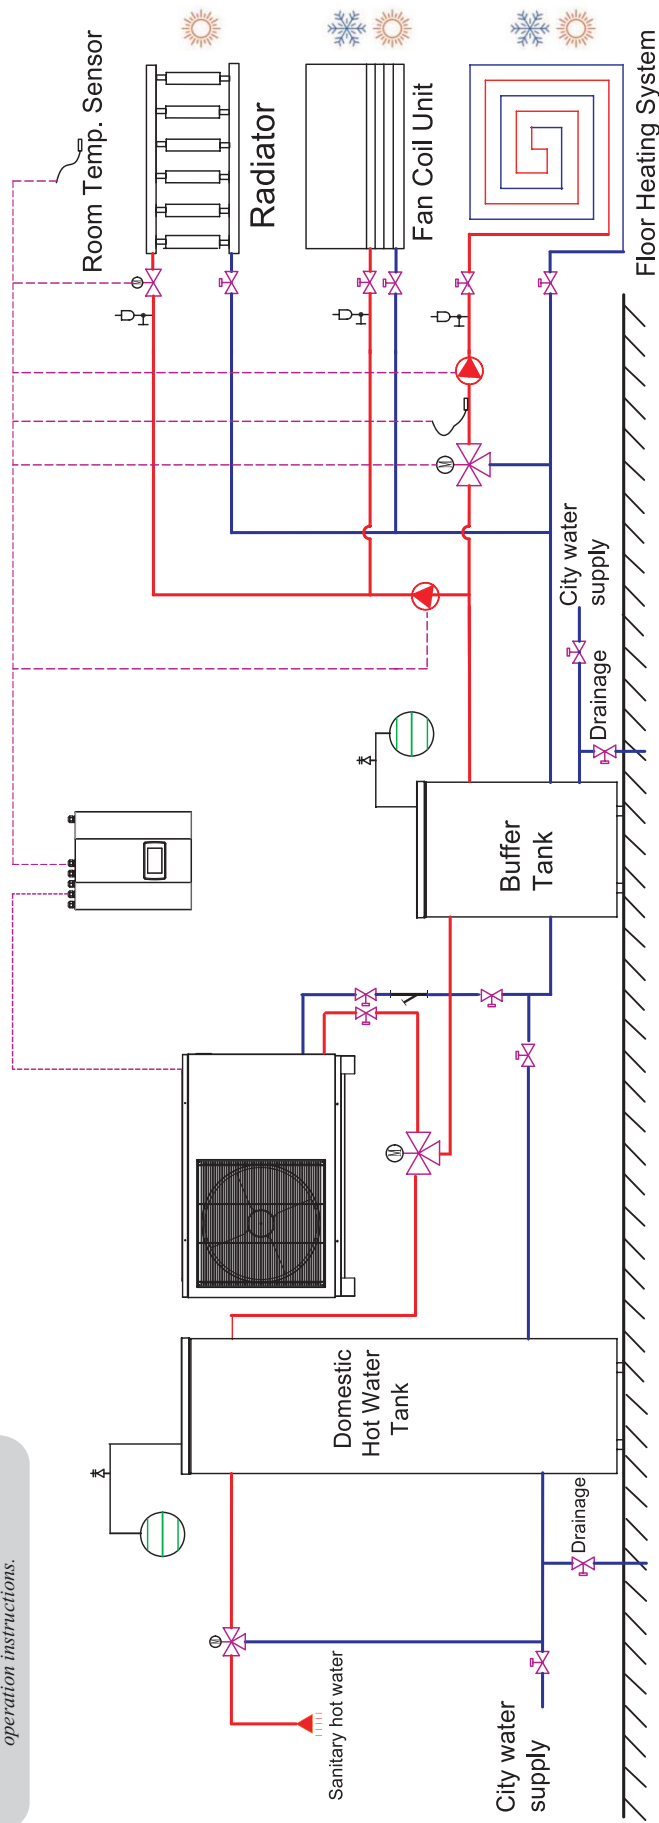 operation instructions.
City water
supply
Sanitary hot water
Drainage
Domestic
Hot Water
Tank
M
M
Buffer
Tank
Drainage
City water
supply
M
M
Room Temp. Sensor
Radiator
Fan Coil Unit
Floor Heating System